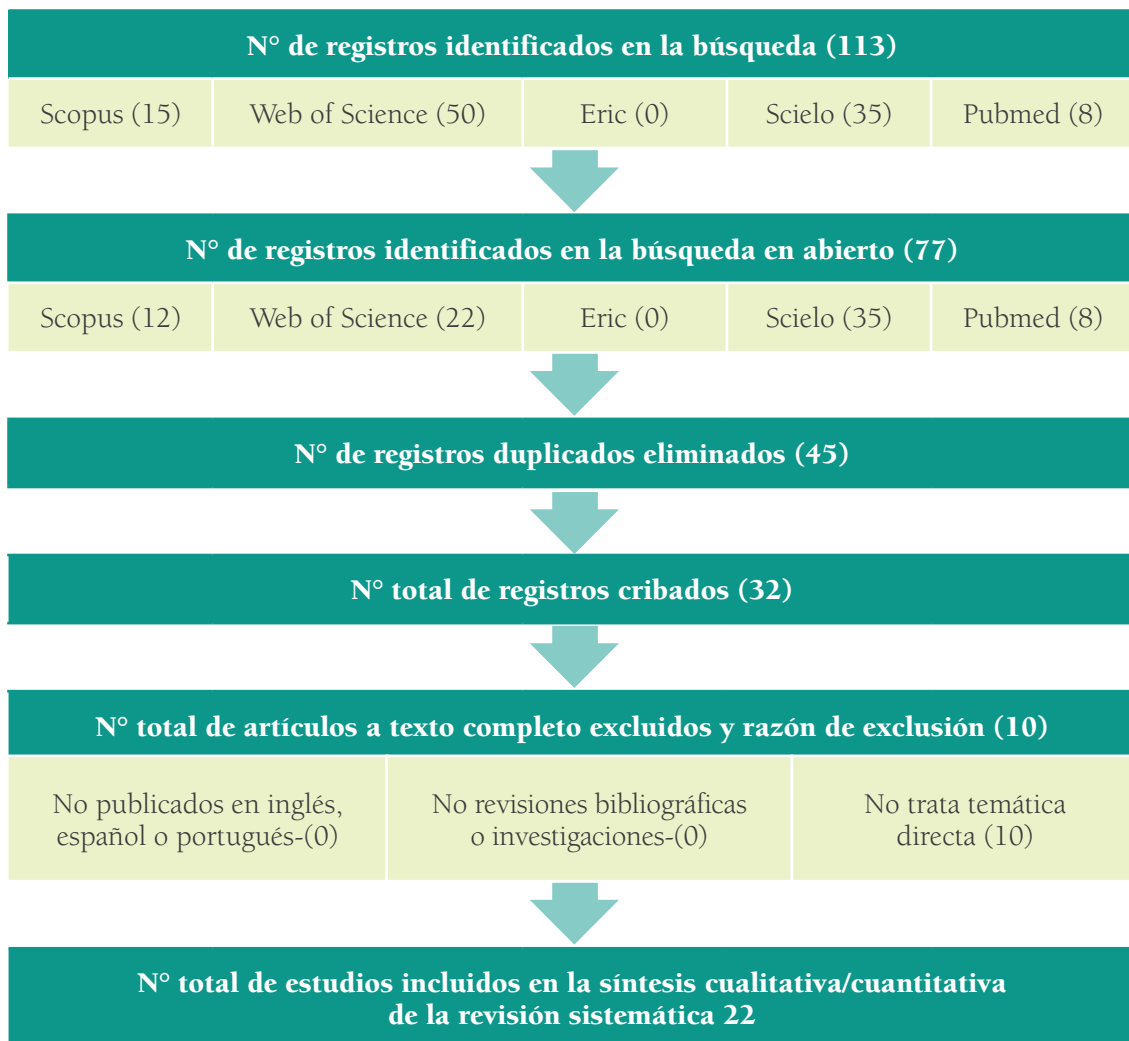 N° de registros identificados en la búsqueda (113)
Scopus (15) Web of Science (50) Eric (0) Scielo (35) Pubmed (8)
N° de registros identificados en la búsqueda en abierto (77)
Scopus (12) Web of Science (22) Eric (0) Scielo (35) Pubmed (8)
N° de registros duplicados eliminados (45)
N° total de registros cribados (32)
N° total de artículos a texto completo excluidos y razón de exclusión (10)
No publicados en inglés,
español o portugués-(0)
No revisiones bibliográficas
o investigaciones-(0)
No trata temática
directa (10)
N° total de estudios incluidos en la síntesis cualitativa/cuantitativa
de la revisión sistemática 22